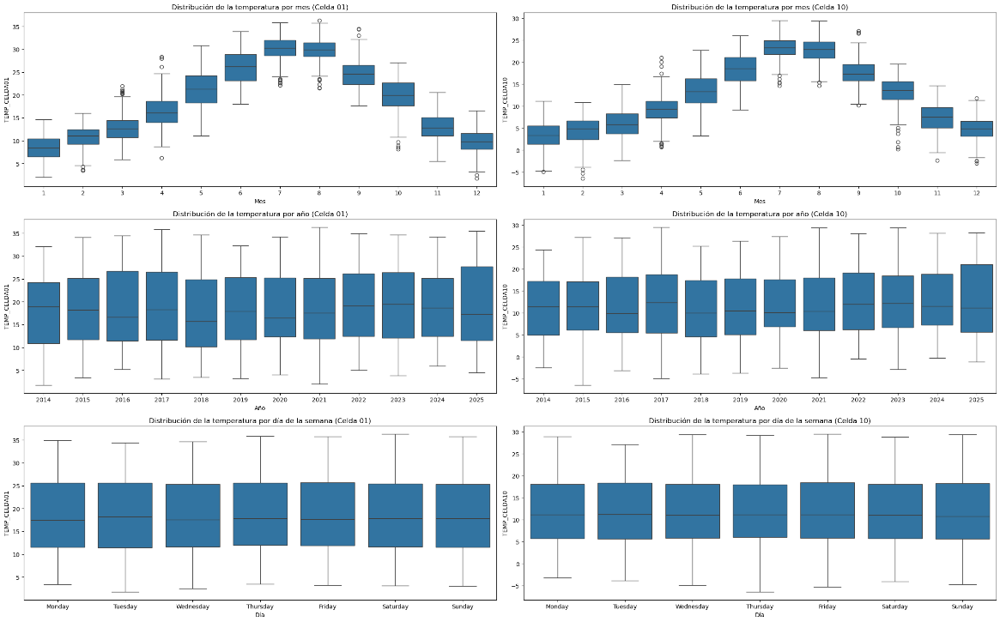 Distribución de la temperatura por mes (Celda 01)
TEMP_CELDA01
35
30
25
20
15
10
5
1 2 3 4 5 6 7 8 9 10 11 12
Mes
Distribución de la temperatura por mes (Celda 10)
TEMP_CELDA10
30
25
20
15
10
5
0
−5
1 2 3 4 5 6 7 8 9 10 11 12
Mes
Distribución de la temperatura por año (Celda 01)
TEMP_CELDA01
35
30
25
20
15
10
5
2014 2015 2016 2017 2018 2019 2020 2021 2022 2023 2024 2025
Año
Distribución de la temperatura por año (Celda 10)
TEMP_CELDA10
30
25
20
15
10
5
0
−5
2014 2015 2016 2017 2018 2019 2020 2021 2022 2023 2024 2025
Año
Distribución de la temperatura por día de la semana (Celda 01)
TEMP_CELDA01
35
30
25
20
15
10
5
Monday Tuesday Wednesday Thursday Friday Saturday Sunday
Día
Distribución de la temperatura por día de la semana (Celda 10)
TEMP_CELDA10
30
25
20
15
10
5
0
−5
Monday Tuesday Wednesday Thursday Friday Saturday Sunday
Día